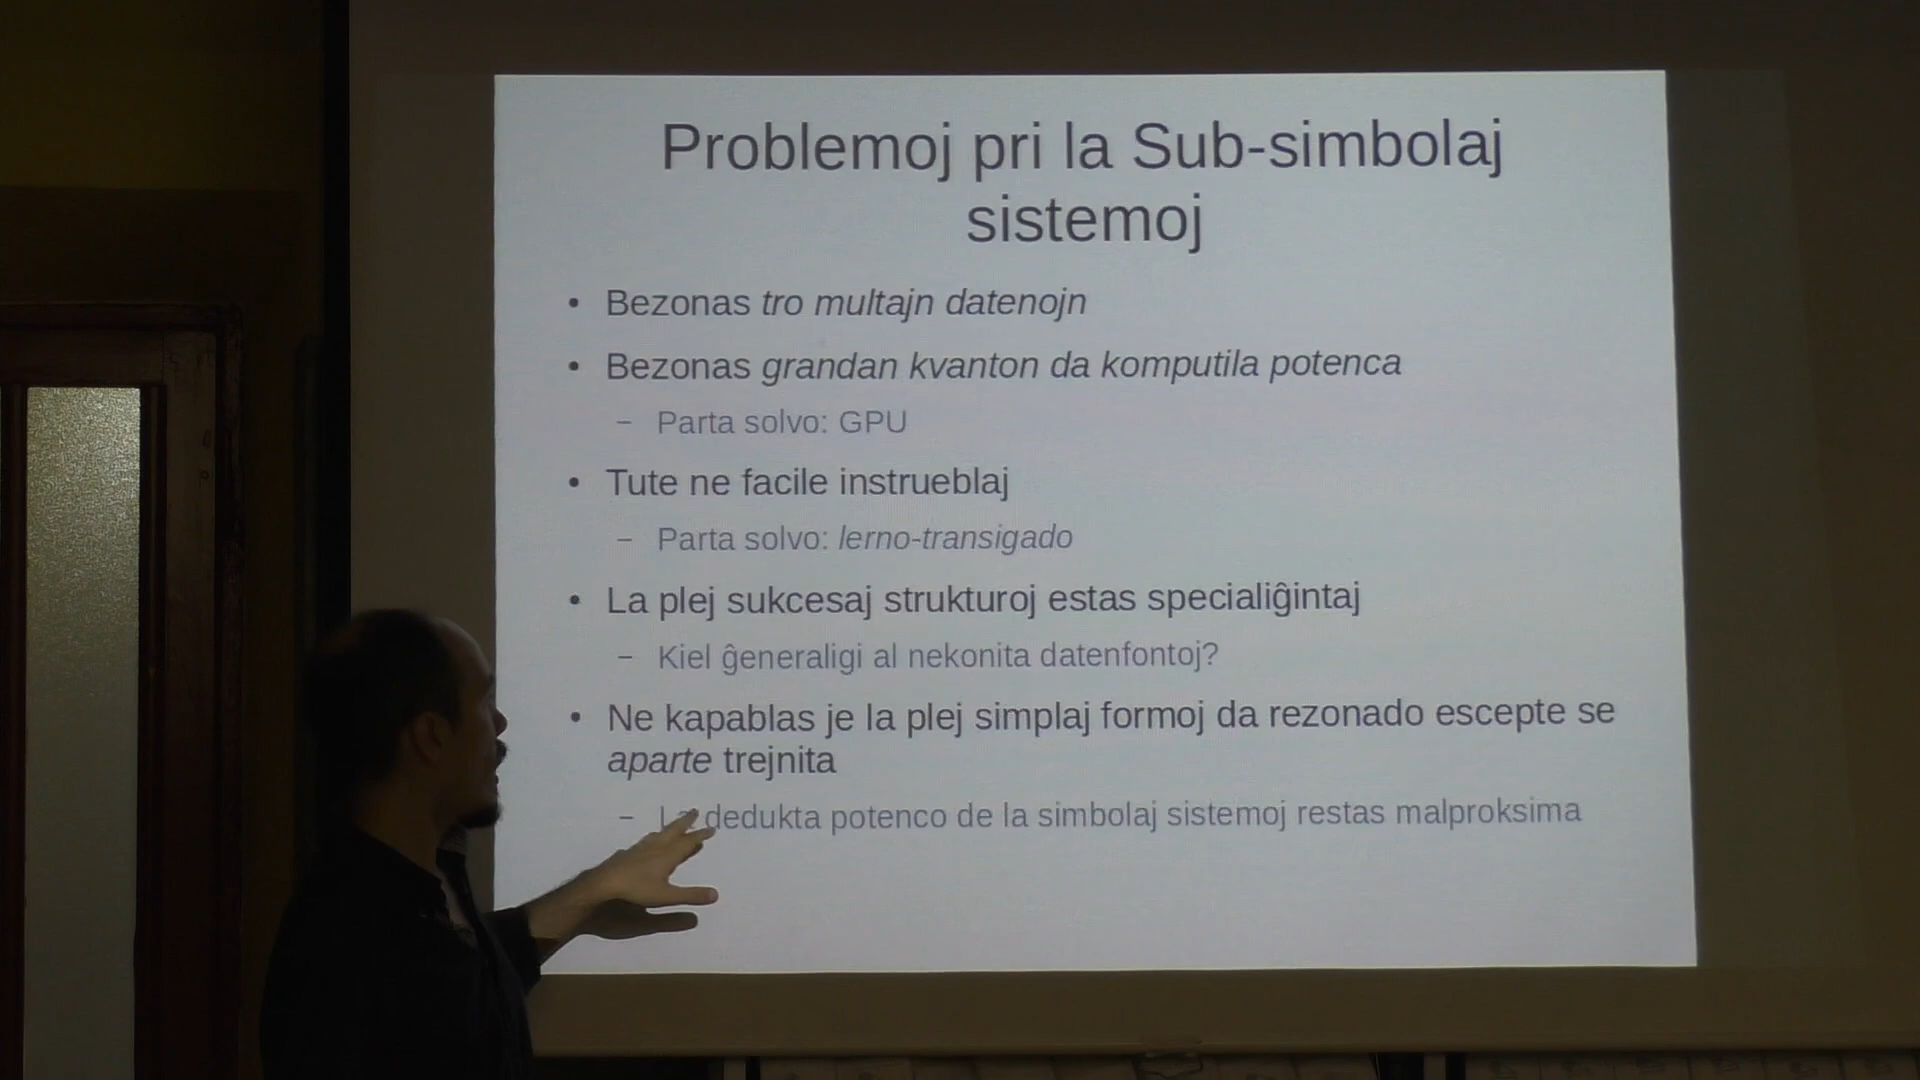 Problemoj pri la Sub-simbolaj
sistemoj
• Bezonas tro multajn datenojn
• Bezonas grandan kvanton da komputila potenca
– Parta solvo: GPU
• Tute ne facile instrueblaj
– Parta solvo: lerno-transigado
• La plej sukcesaj strukturoj estas specialiĝintaj
– Kiel ĝeneraligi al nekonita datenfontoj?
• Ne kapablas je la plej simplaj formoj da rezonado escepte se
aparte trejnita
– La dedukta potenco de la simbolaj sistemoj restas malproksima